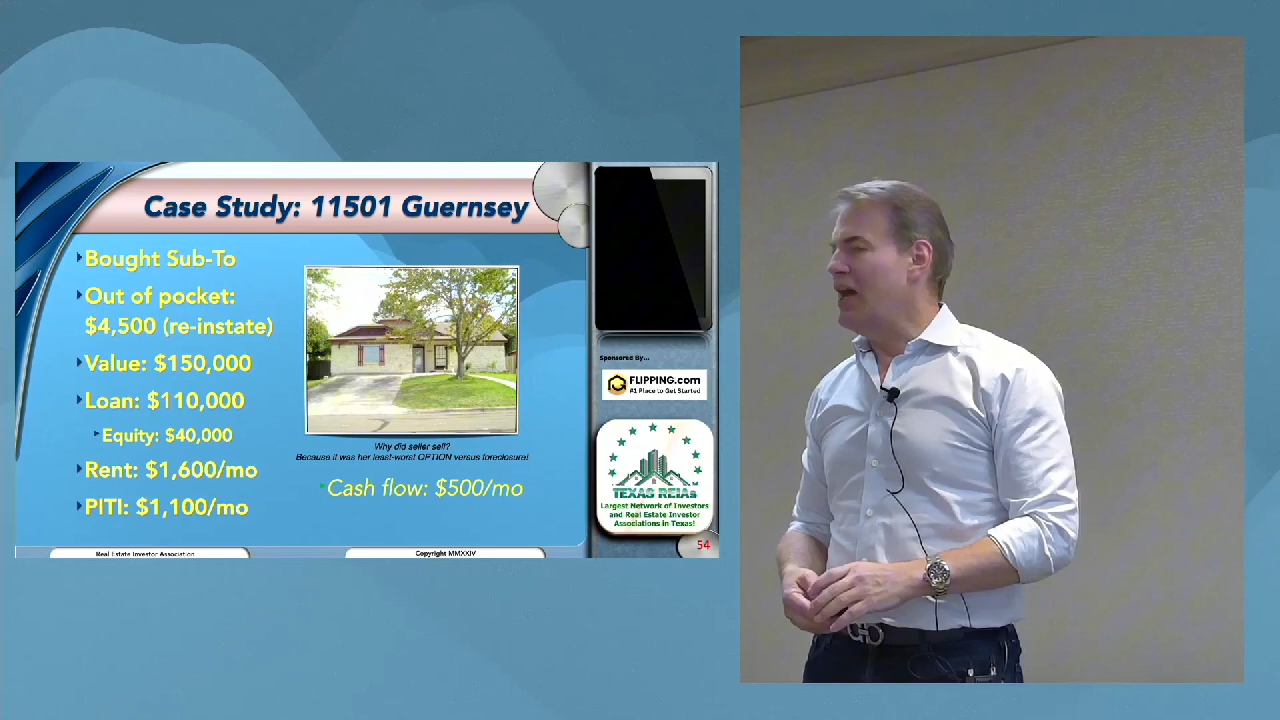 Case Study: 11501 Guernsey
Bought Sub-To
Out of pocket:
$4,500 (re-instate)
Value: $150,000
Loan: $110,000
Equity: $40,000
Rent: $1,600/mo
PITI: $1,100/mo
Why did seller sell?
Because it was her least-worst OPTION versus foreclosure!
Cash flow: $500/mo
Sponsored By...
FLIPPING.com
#1 Place to Get Started
TEXAS REIAs
Largest Network of Investors
and Real Estate Investor
Associations in Texas!
54
Real Estate Investor Association
Copyright MMXXIV